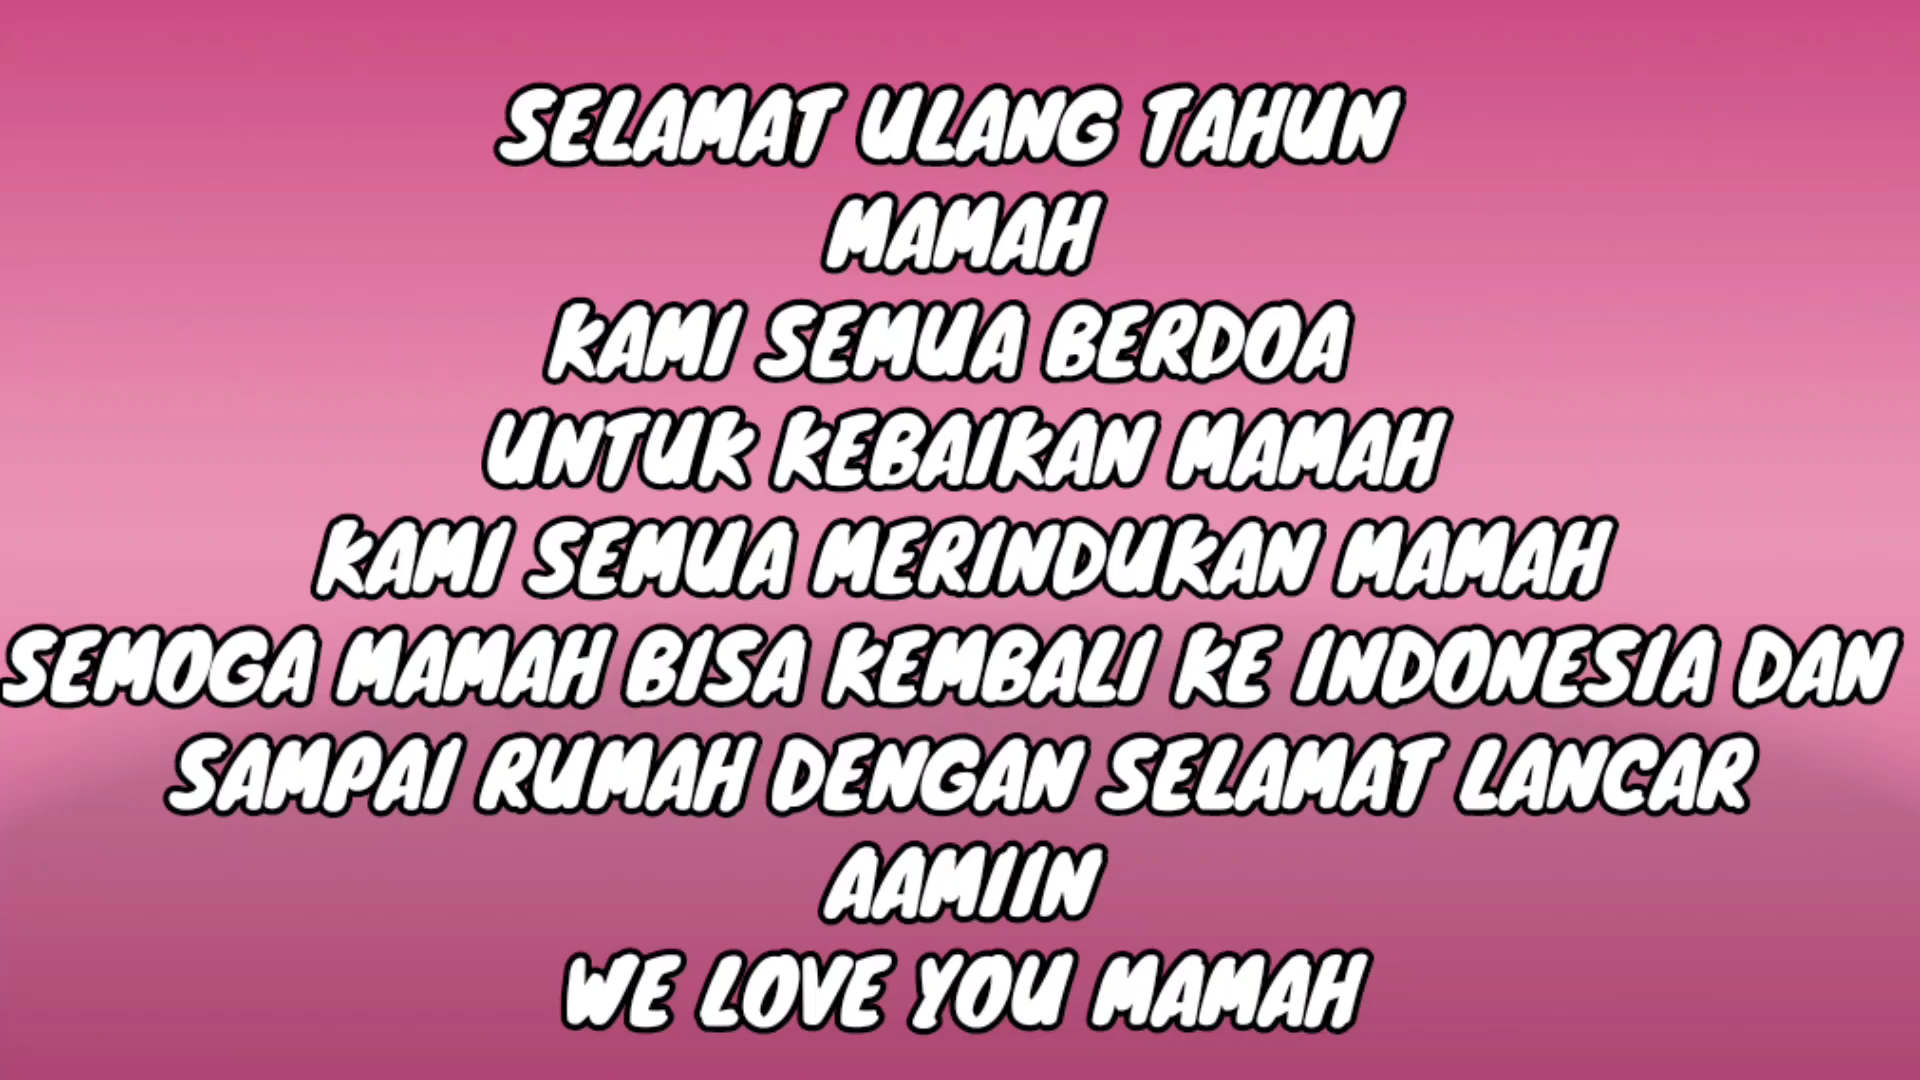 SELAMAT ULANG TAHUN
MAMAH
KAMI SEMUA BERDOA
UNTUK KEBAIKAN MAMAH
KAMI SEMUA MERINDUKAN MAMAH
SEMOGA MAMAH BISA KEMBALI KE INDONESIA DAN
SAMPAI RUMAH DENGAN SELAMAT LANCAR
AAMIIN
WE LOVE YOU MAMAH